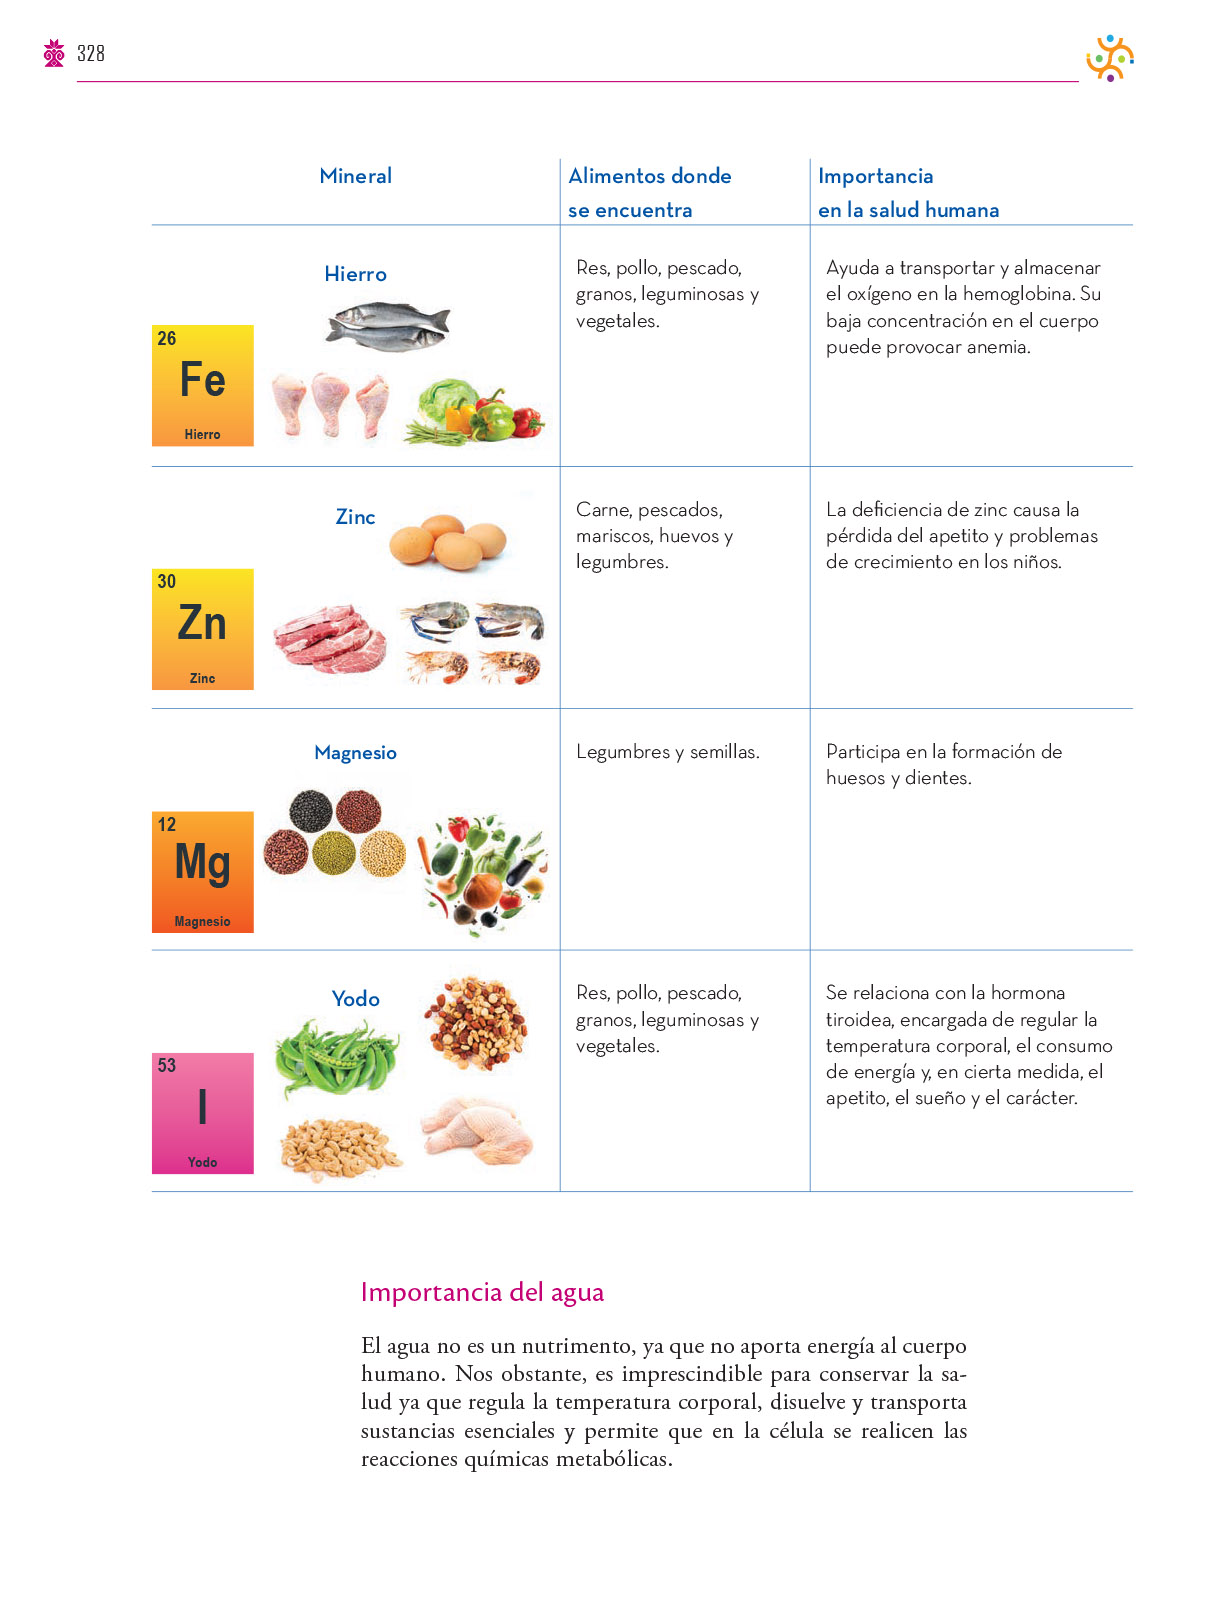 328
Mineral
Alimentos donde
se encuentra
Importancia
en la salud humana
Hierro
26
Fe
Hierro
Res, pollo, pescado,
granos, leguminosas y
vegetales.
Ayuda a transportar y almacenar
el oxígeno en la hemoglobina. Su
baja concentración en el cuerpo
puede provocar anemia.
Zinc
30
Zn
Zinc
Carne, pescados,
mariscos, huevos y
legumbres.
La deficiencia de zinc causa la
pérdida del apetito y problemas
de crecimiento en los niños.
Magnesio
12
Mg
Magnesio
Legumbres y semillas.
Participa en la formación de
huesos y dientes.
Yodo
53
I
Yodo
Res, pollo, pescado,
granos, leguminosas y
vegetales.
Se relaciona con la hormona
tiroidea, encargada de regular la
temperatura corporal, el consumo
de energía y, en cierta medida, el
apetito, el sueño y el carácter.
Importancia del agua
El agua no es un nutrimento, ya que no aporta energía al cuerpo
humano. Nos obstante, es imprescindible para conservar la sa-
lud ya que regula la temperatura corporal, disuelve y transporta
sustancias esenciales y permite que en la célula se realicen las
reacciones químicas metabólicas.